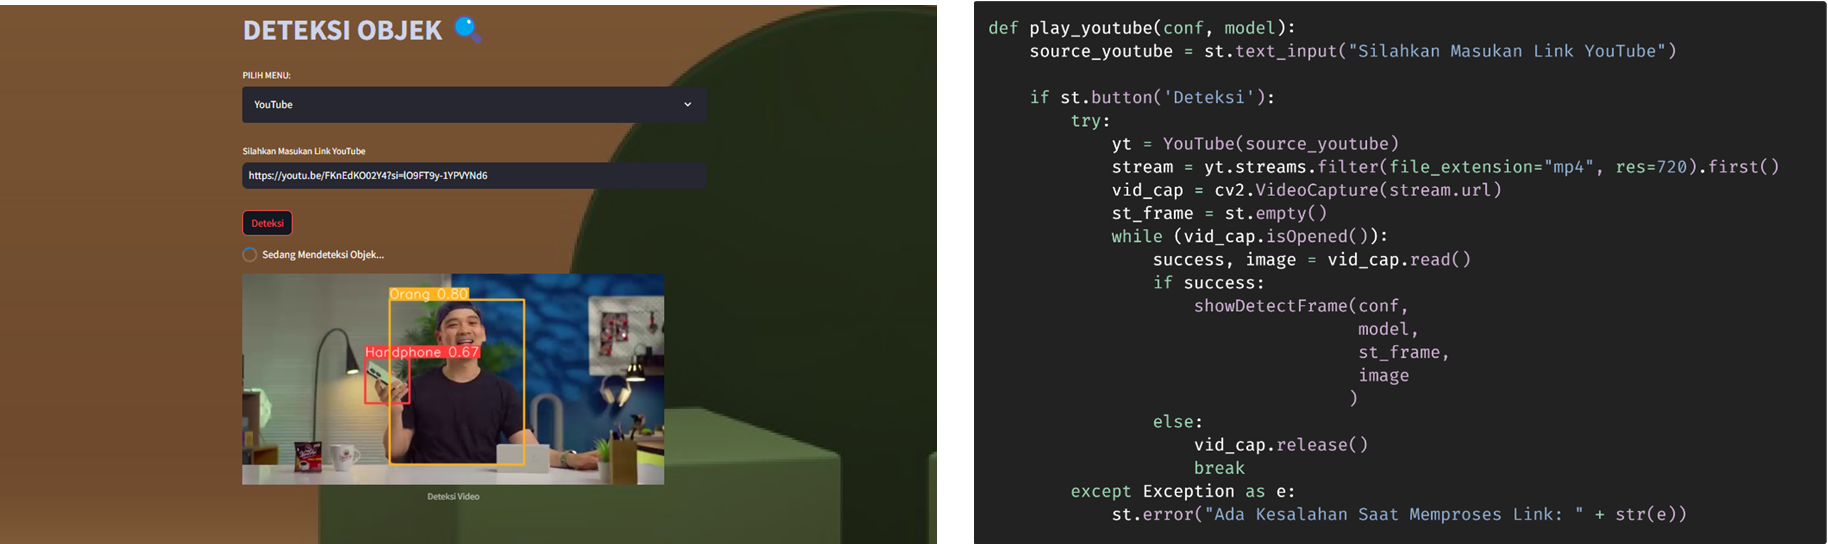 DETEKSI OBJEK
PILIH MENU:
YouTube
Silahkan Masukan Link YouTube
https://youtu.be/FKnEdKO02Y4?si=lO9FT9y-1YPVYNd6
Deteksi
Sedang Mendeteksi Objek...
Orang 0.80
Handphone 0.67
Deteksi Video
def play_youtube(conf, model):
    source_youtube = st.text_input("Silahkan Masukan Link YouTube")
    if st.button('Deteksi'):
        try:
            yt = YouTube(source_youtube)
            stream = yt.streams.filter(file_extension="mp4", res=720).first()
            vid_cap = cv2.VideoCapture(stream.url)
            st_frame = st.empty()
            while (vid_cap.isOpened()):
                success, image = vid_cap.read()
                if success:
                    showDetectFrame(conf,
                                    model,
                                    st_frame,
                                    image
                                   )
                else:
                    vid_cap.release()
                    break
        except Exception as e:
            st.error("Ada Kesalahan Saat Memproses Link: " + str(e))